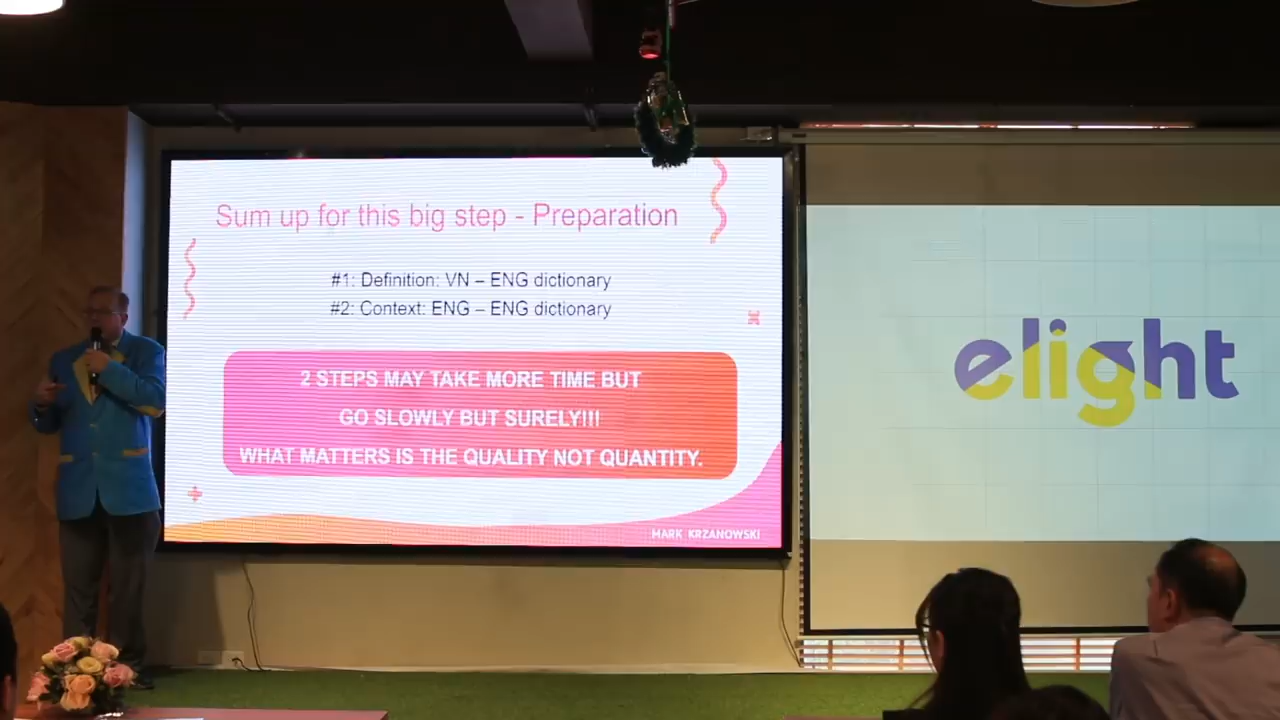 Sum up for this big step - Preparation
#1: Definition: VN – ENG dictionary
#2: Context: ENG – ENG dictionary
2 STEPS MAY TAKE MORE TIME BUT
GO SLOWLY BUT SURELY!!!
WHAT MATTERS IS THE QUALITY NOT QUANTITY.
MARK KRZANOWSKI
elight